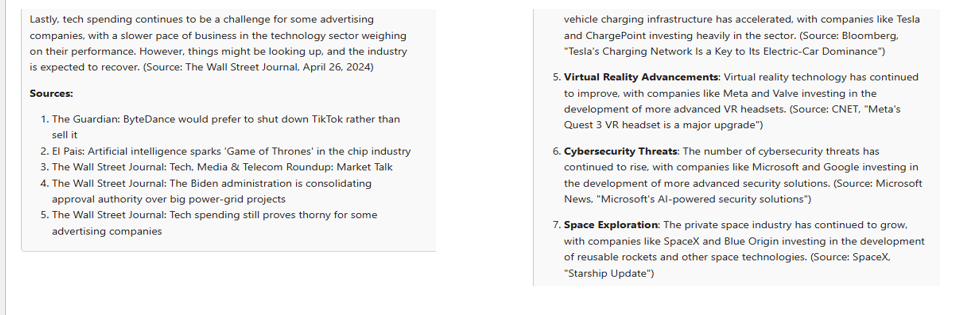 Lastly, tech spending continues to be a challenge for some advertising
companies, with a slower pace of business in the technology sector weighing
on their performance. However, things might be looking up, and the industry
is expected to recover. (Source: The Wall Street Journal, April 26, 2024)
Sources:
1. The Guardian: ByteDance would prefer to shut down TikTok rather than
sell it
2. El Pais: Artificial intelligence sparks 'Game of Thrones' in the chip industry
3. The Wall Street Journal: Tech, Media & Telecom Roundup: Market Talk
4. The Wall Street Journal: The Biden administration is consolidating
approval authority over big power-grid projects
5. The Wall Street Journal: Tech spending still proves thorny for some
advertising companies
vehicle charging infrastructure has accelerated, with companies like Tesla
and ChargePoint investing heavily in the sector. (Source: Bloomberg,
"Tesla's Charging Network Is a Key to Its Electric-Car Dominance")
5. Virtual Reality Advancements: Virtual reality technology has continued
to improve, with companies like Meta and Valve investing in the
development of more advanced VR headsets. (Source: CNET, "Meta's
Quest 3 VR headset is a major upgrade")
6. Cybersecurity Threats: The number of cybersecurity threats has
continued to rise, with companies like Microsoft and Google investing in
the development of more advanced security solutions. (Source: Microsoft
News, "Microsoft's AI-powered security solutions")
7. Space Exploration: The private space industry has continued to grow,
with companies like SpaceX and Blue Origin investing in the development
of reusable rockets and other space technologies. (Source: SpaceX,
"Starship Update")